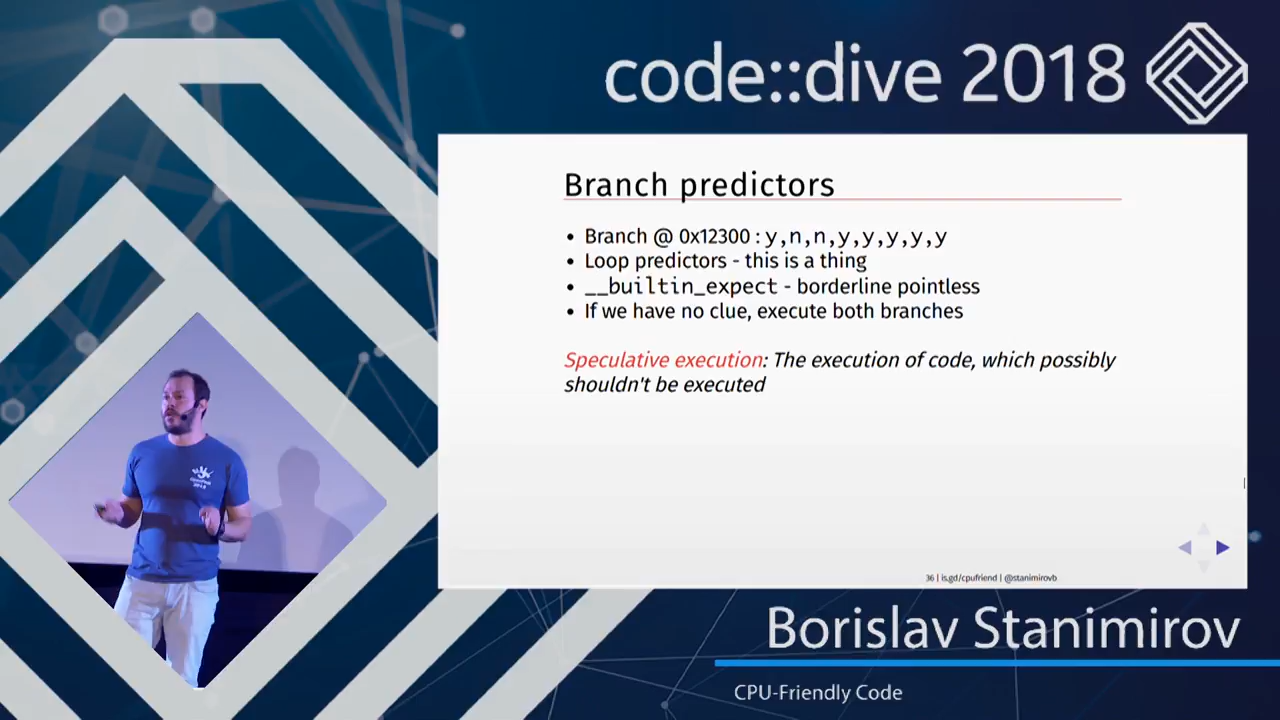 code::dive 2018
Branch predictors
• Branch @ 0x12300 : y,n,n,y,y,y,y,y
• Loop predictors - this is a thing
• __builtin_expect - borderline pointless
• If we have no clue, execute both branches
Speculative execution: The execution of code, which possibly
shouldn't be executed
36 | is.gd/cpufriend | @stanimirovb
Borislav Stanimirov
CPU-Friendly Code